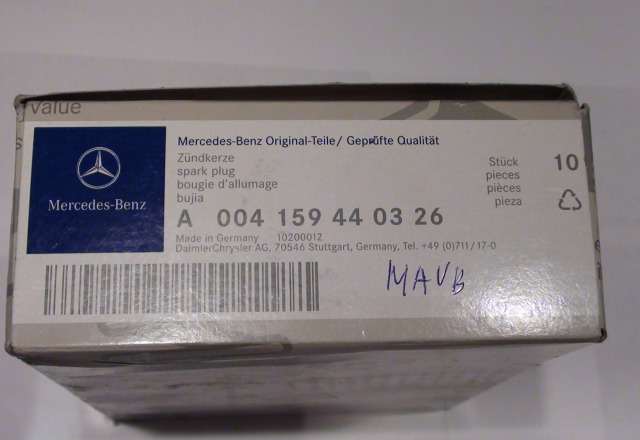 value
Mercedes-Benz Original-Teile/ Geprüfte Qualität
Zündkerze
spark plug
bougie d'allumage
bujia
Stück 10
pieces
pièces
pieza
Mercedes-Benz
A 004 159 44 03 26
Made in Germany 10200012
DaimlerChrysler AG, 70546 Stuttgart, Germany, Tel. +49 (0)711/17-0
MAVB